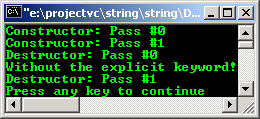 "e:\projectvc\string\string\D...
Constructor: Pass #0
Constructor: Pass #1
Destructor: Pass #0
Without the explicit keyword!
Destructor: Pass #1
Press any key to continue